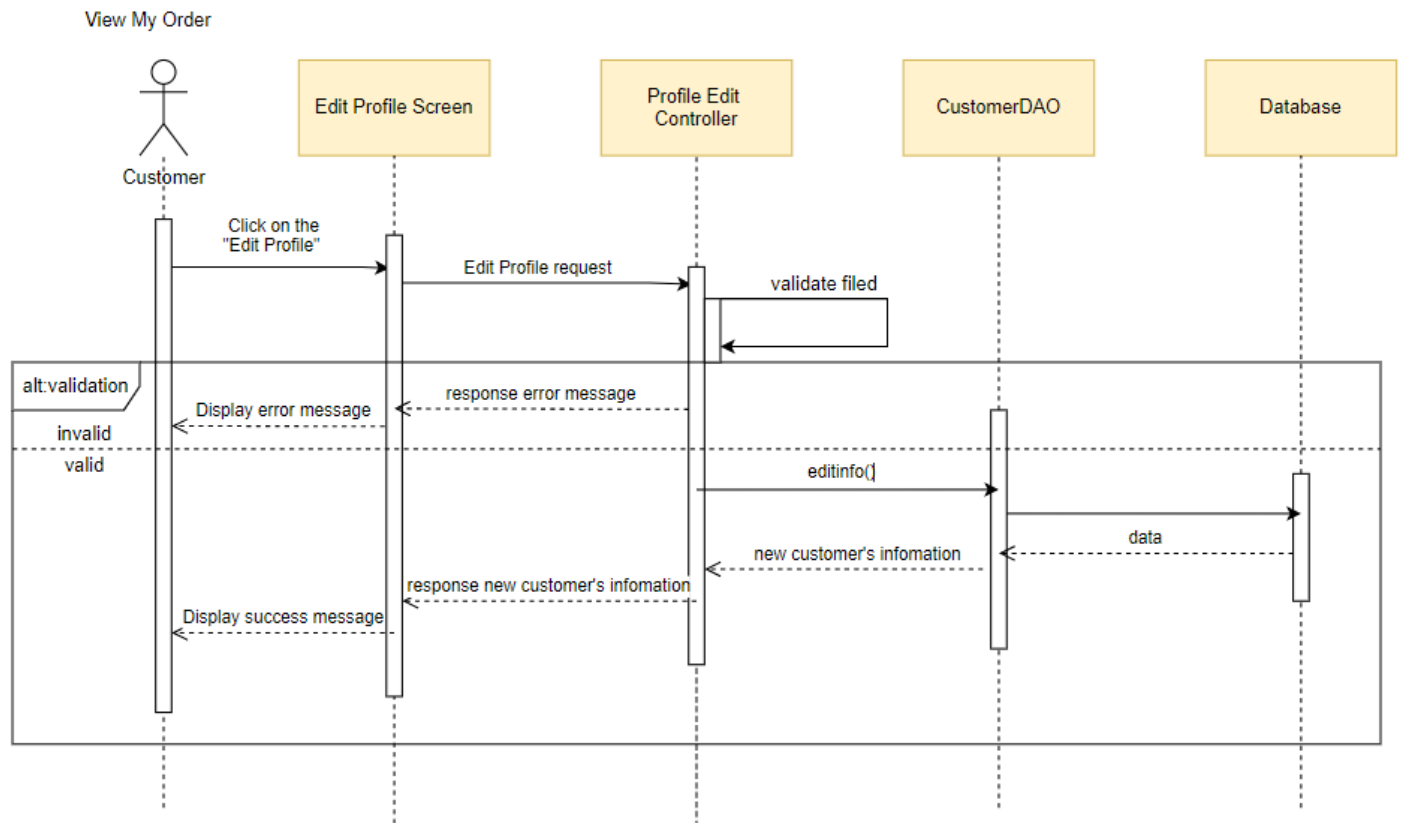 View My Order
Edit Profile Screen
Profile Edit
Controller
CustomerDAO
Database
Customer
Click on the
"Edit Profile"
Edit Profile request
validate filed
alt:validation
response error message
Display error message
invalid
valid
editinfo()
data
new customer's infomation
response new customer's infomation
Display success message